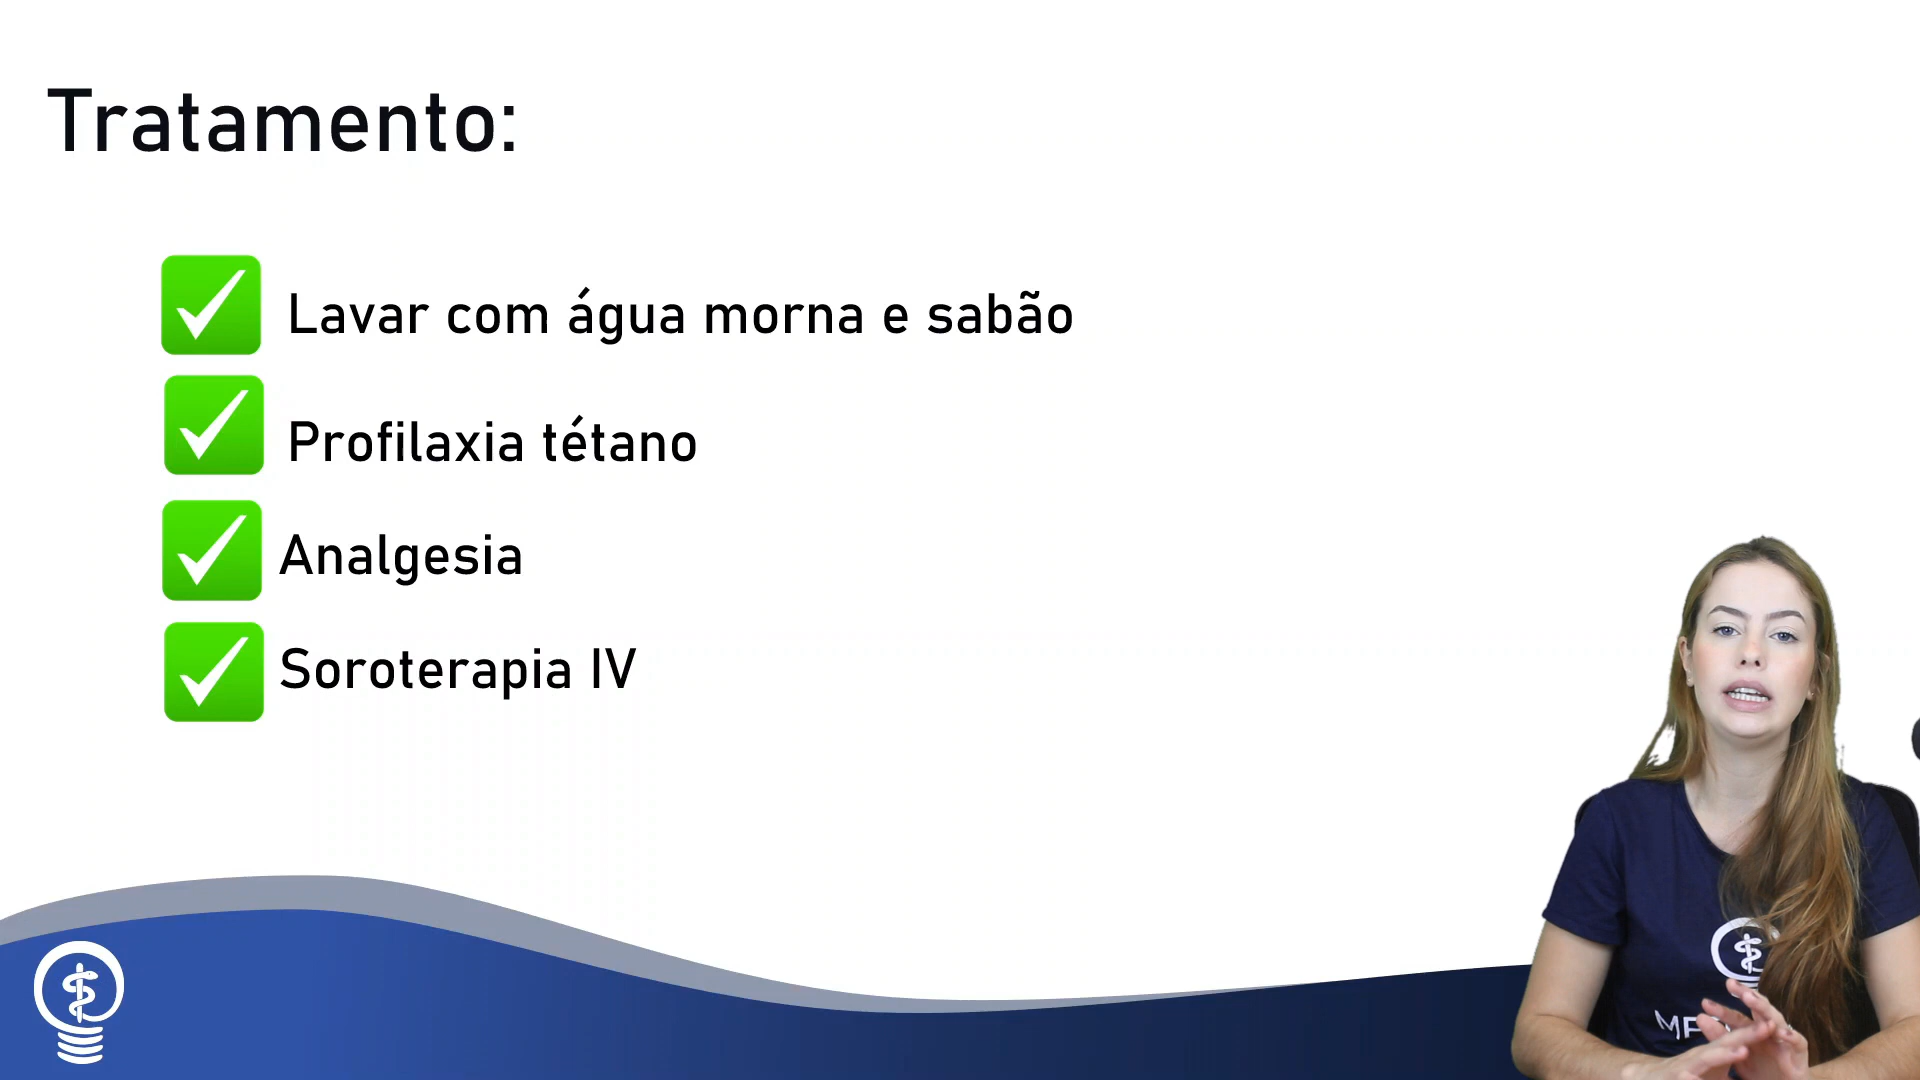 Tratamento:
Lavar com água morna e sabão
Profilaxia tétano
Analgesia
Soroterapia IV